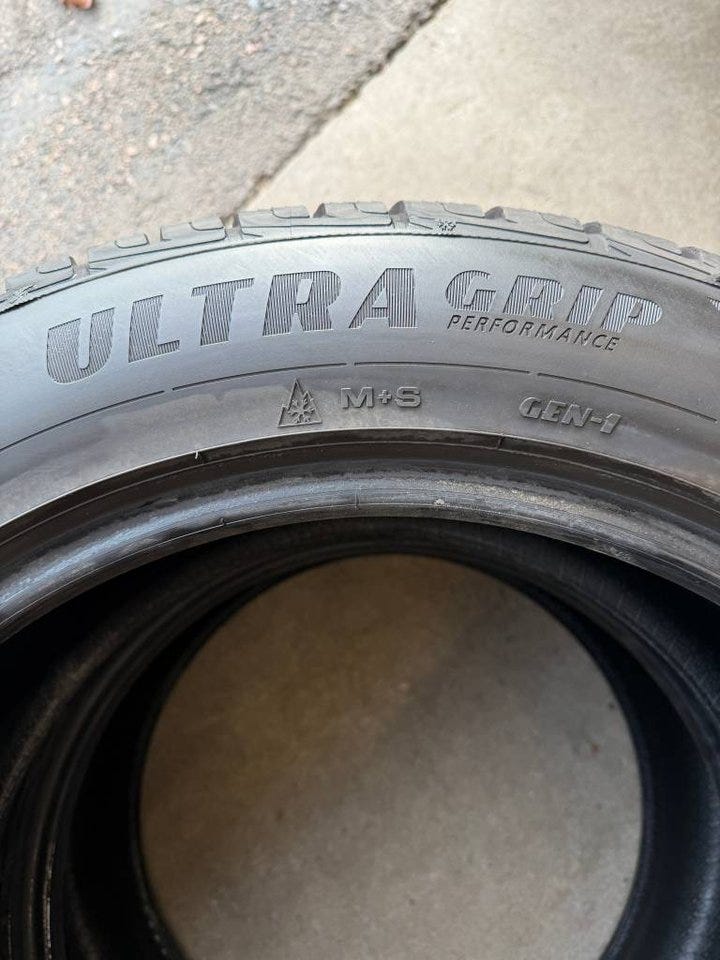 ULTRA GRIP
PERFORMANCE
M+S
GEN-1